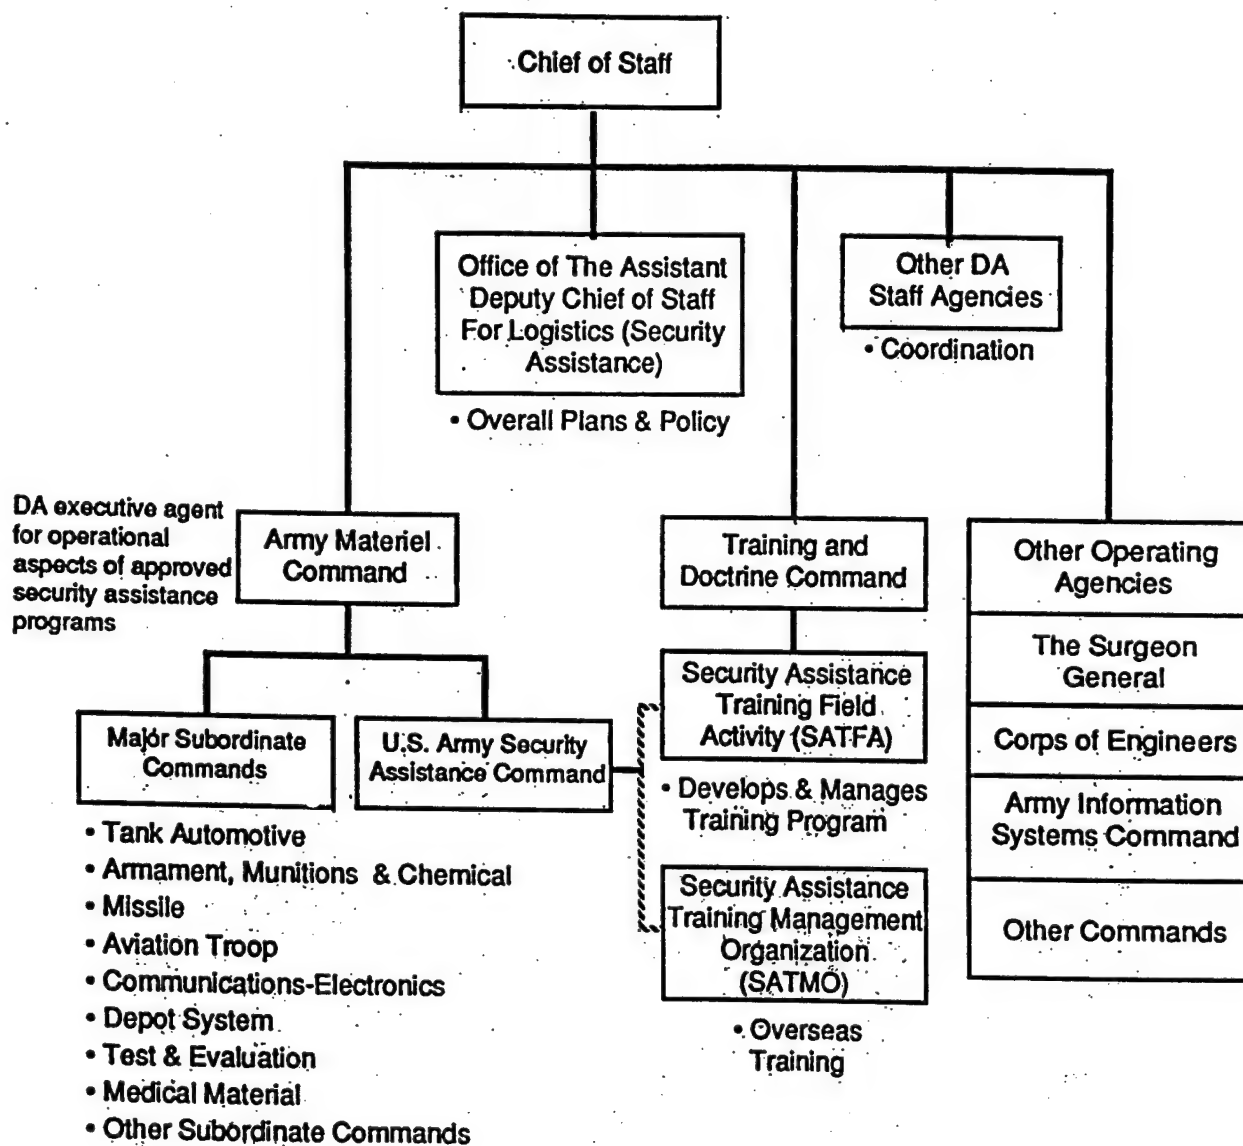 Chief of Staff
Office of The Assistant
Deputy Chief of Staff
For Logistics (Security
Assistance)
• Overall Plans & Policy
Other DA
Staff Agencies
• Coordination
DA executive agent
for operational
aspects of approved
security assistance
programs
Army Materiel
Command
Training and
Doctrine Command
Other Operating
Agencies
The Surgeon
General
Corps of Engineers
Army Information
Systems Command
Other Commands
Major Subordinate
Commands
U.S. Army Security
Assistance Command
Security Assistance
Training Field
Activity (SATFA)
• Develops & Manages
Training Program
Security Assistance
Training Management
Organization
(SATMO)
• Overseas
Training
• Tank Automotive
• Armament, Munitions & Chemical
• Missile
• Aviation Troop
• Communications-Electronics
• Depot System
• Test & Evaluation
• Medical Material
• Other Subordinate Commands